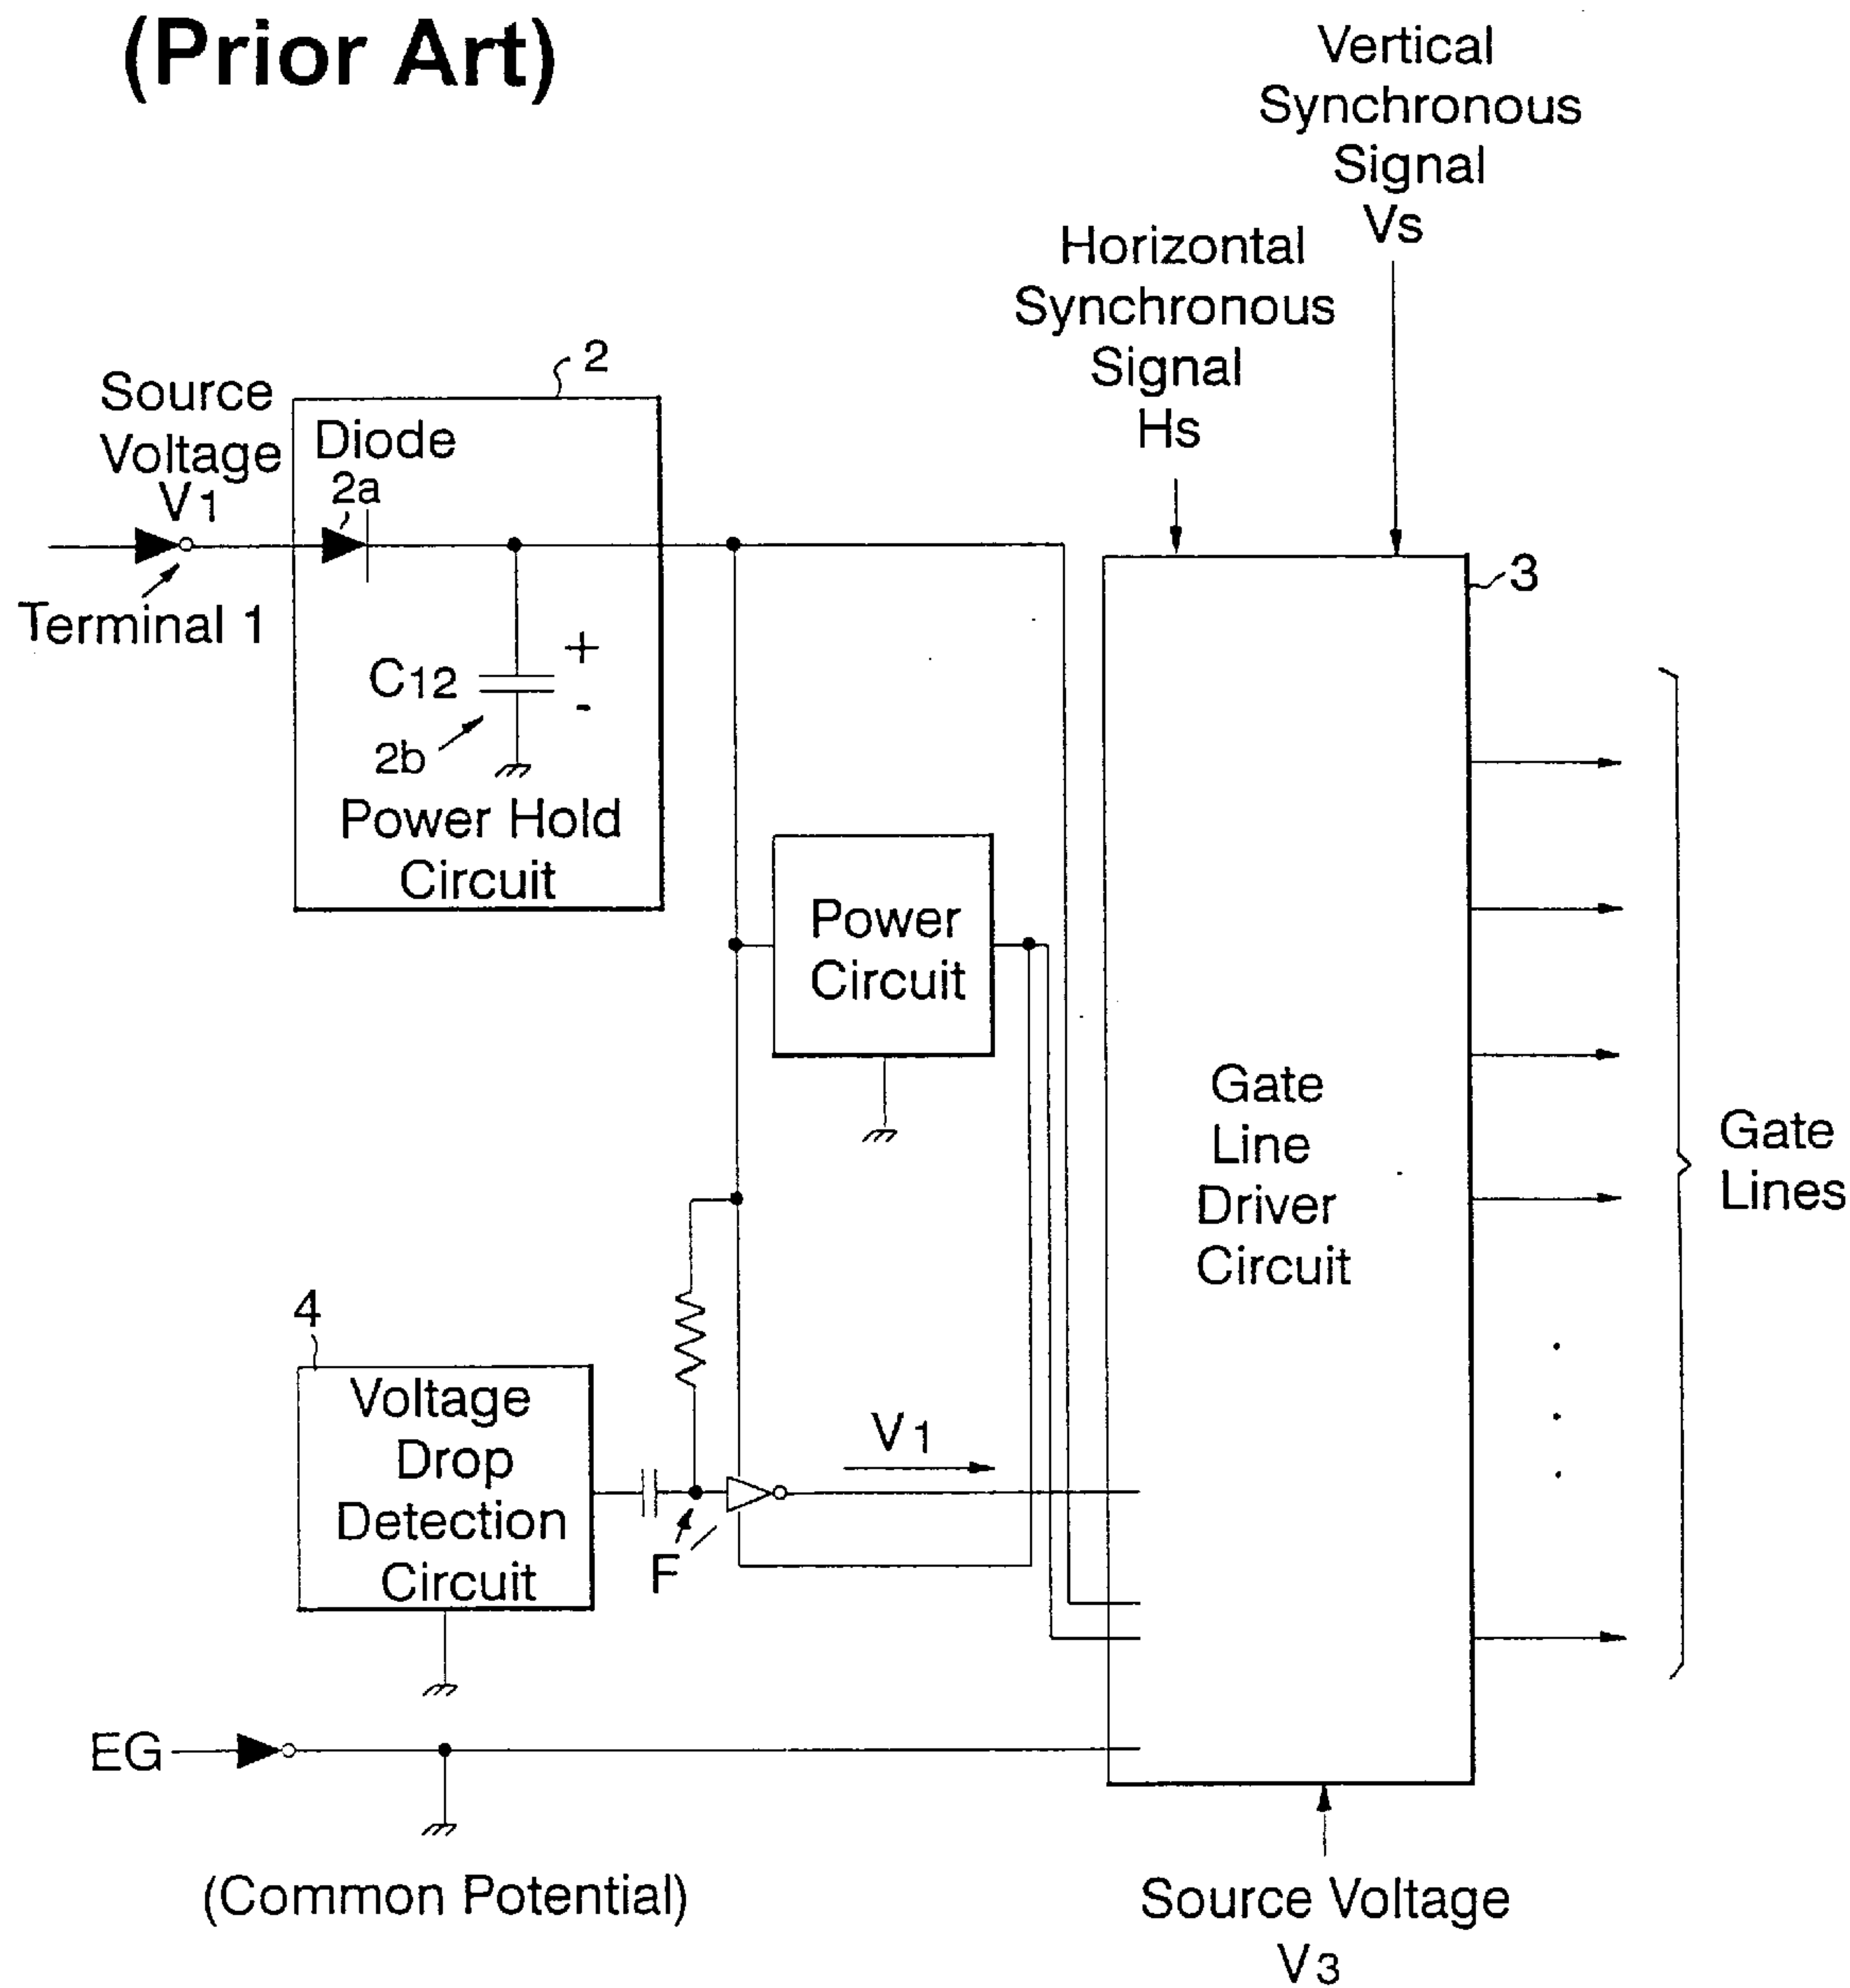 (Prior Art)
Vertical
Synchronous
Signal
Vs
Horizontal
Synchronous
Signal
Hs
2
Source
Voltage
V1
Diode
2a
Terminal 1
3
C12
+
-
2b
Power Hold
Circuit
Power
Circuit
Gate
Line
Driver
Circuit
Gate
Lines
4
Voltage
Drop
Detection
Circuit
V1
F
EG
(Common Potential)
Source Voltage
V3